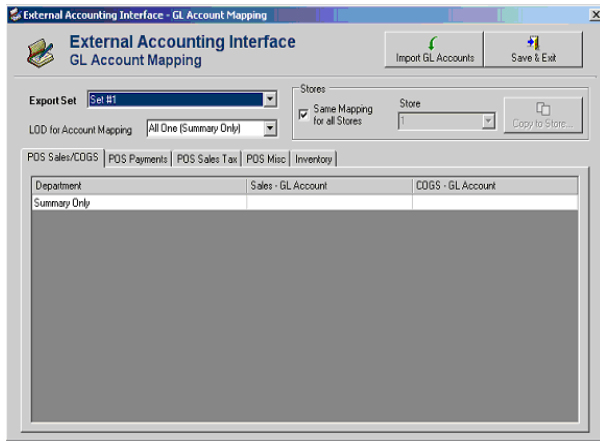 External Accounting Interface - GL Account Mapping
External Accounting Interface
GL Account Mapping
Import GL Accounts
Save & Exit
Export Set
Set #1
LOD for Account Mapping
All One (Summary Only)
Stores
Same Mapping
for all Stores
Store
1
Copy to Store...
POS Sales/COGS
POS Payments
POS Sales Tax
POS Misc
Inventory
Department
Sales - GL Account
COGS - GL Account
Summary Only